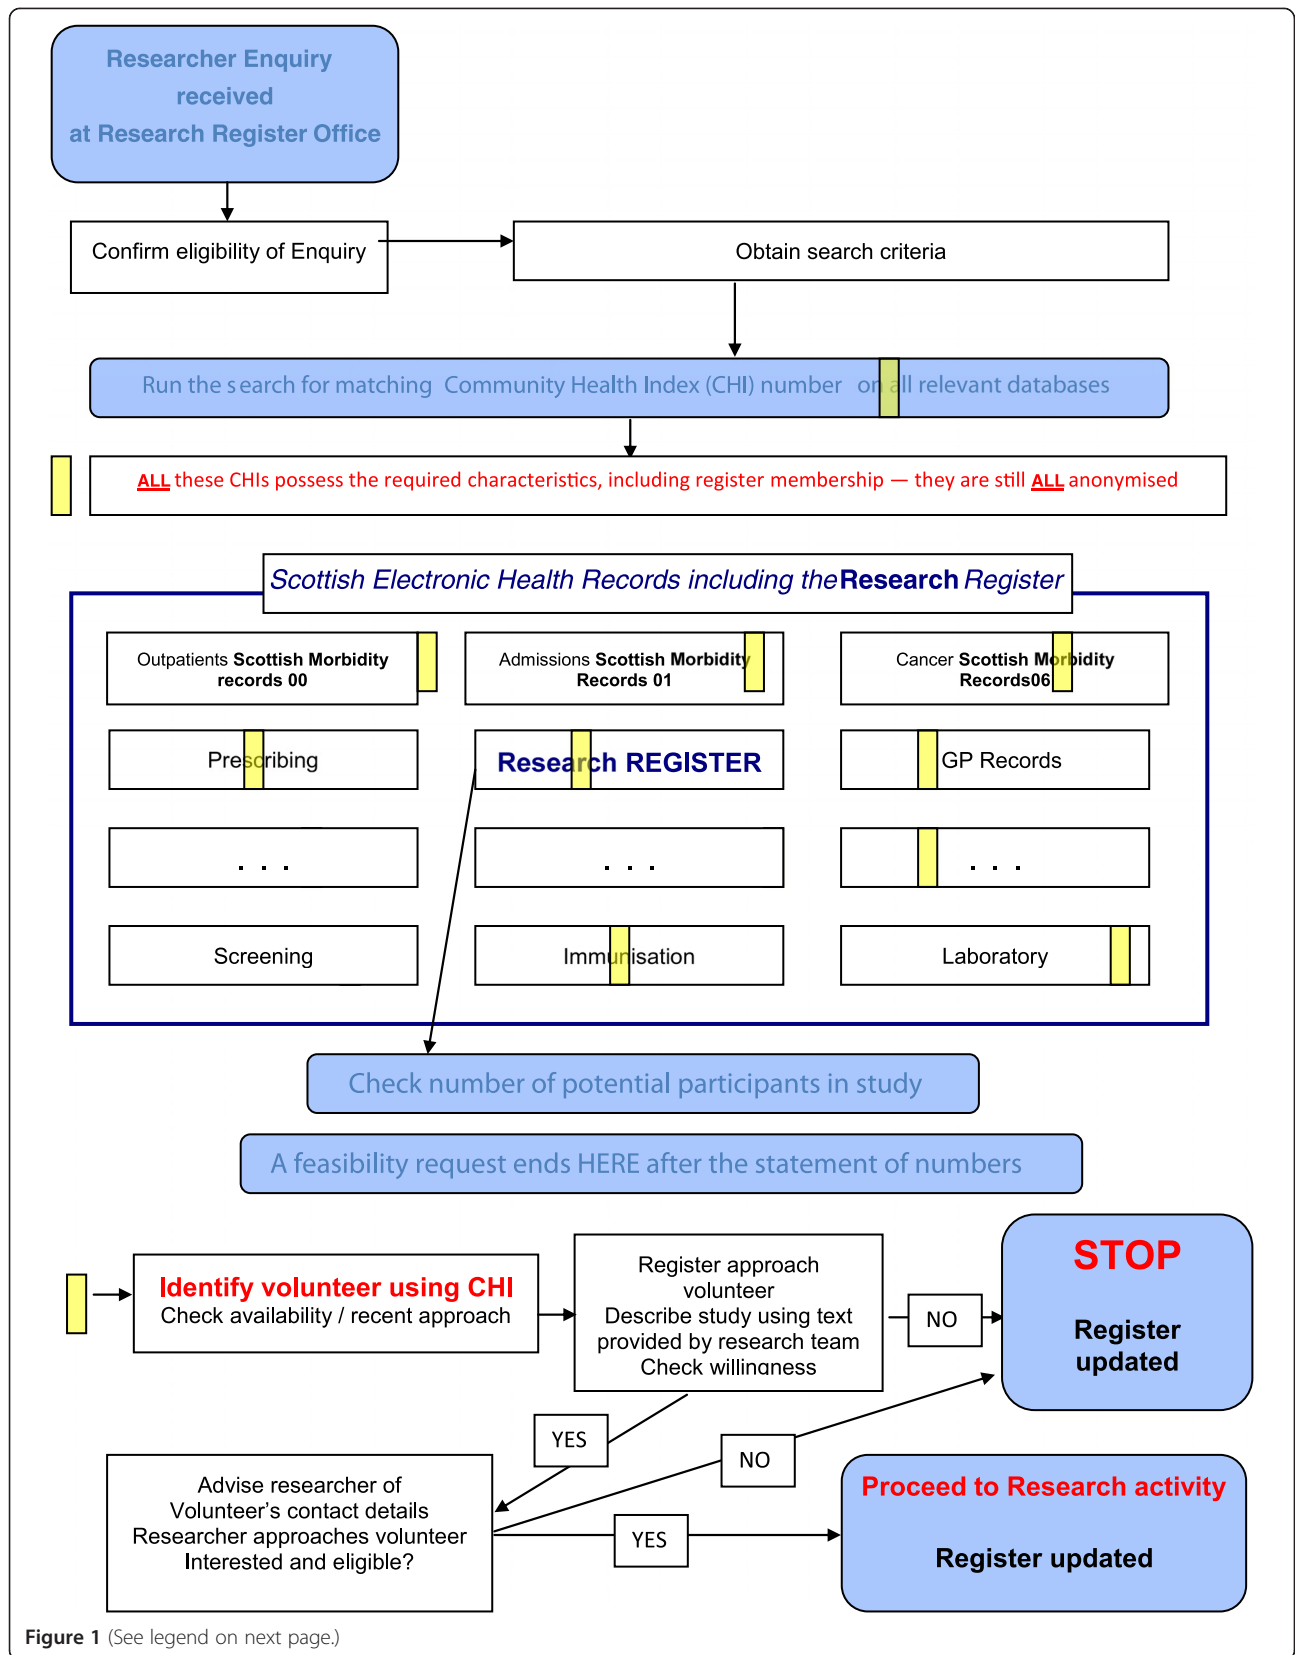 Researcher Enquiry
received
at Research Register Office
Confirm eligibility of Enquiry
Obtain search criteria
Run the search for matching Community Health Index (CHI) number on all relevant databases
ALL these CHIs possess the required characteristics, including register membership — they are still ALL anonymised
Scottish Electronic Health Records including the Research Register
Outpatients Scottish Morbidity
records 00
Admissions Scottish Morbidity
Records 01
Cancer Scottish Morbidity
Records06
Prescribing
Research REGISTER
GP Records
. . .
. . .
. . .
Screening
Immunisation
Laboratory
Check number of potential participants in study
A feasibility request ends HERE after the statement of numbers
Identify volunteer using CHI
Check availability / recent approach
Register approach
volunteer
Describe study using text
provided by research team
Check willingness
NO
STOP
Register
updated
YES
NO
Advise researcher of
Volunteer's contact details
Researcher approaches volunteer
Interested and eligible?
YES
Proceed to Research activity
Register updated
Figure 1 (See legend on next page.)